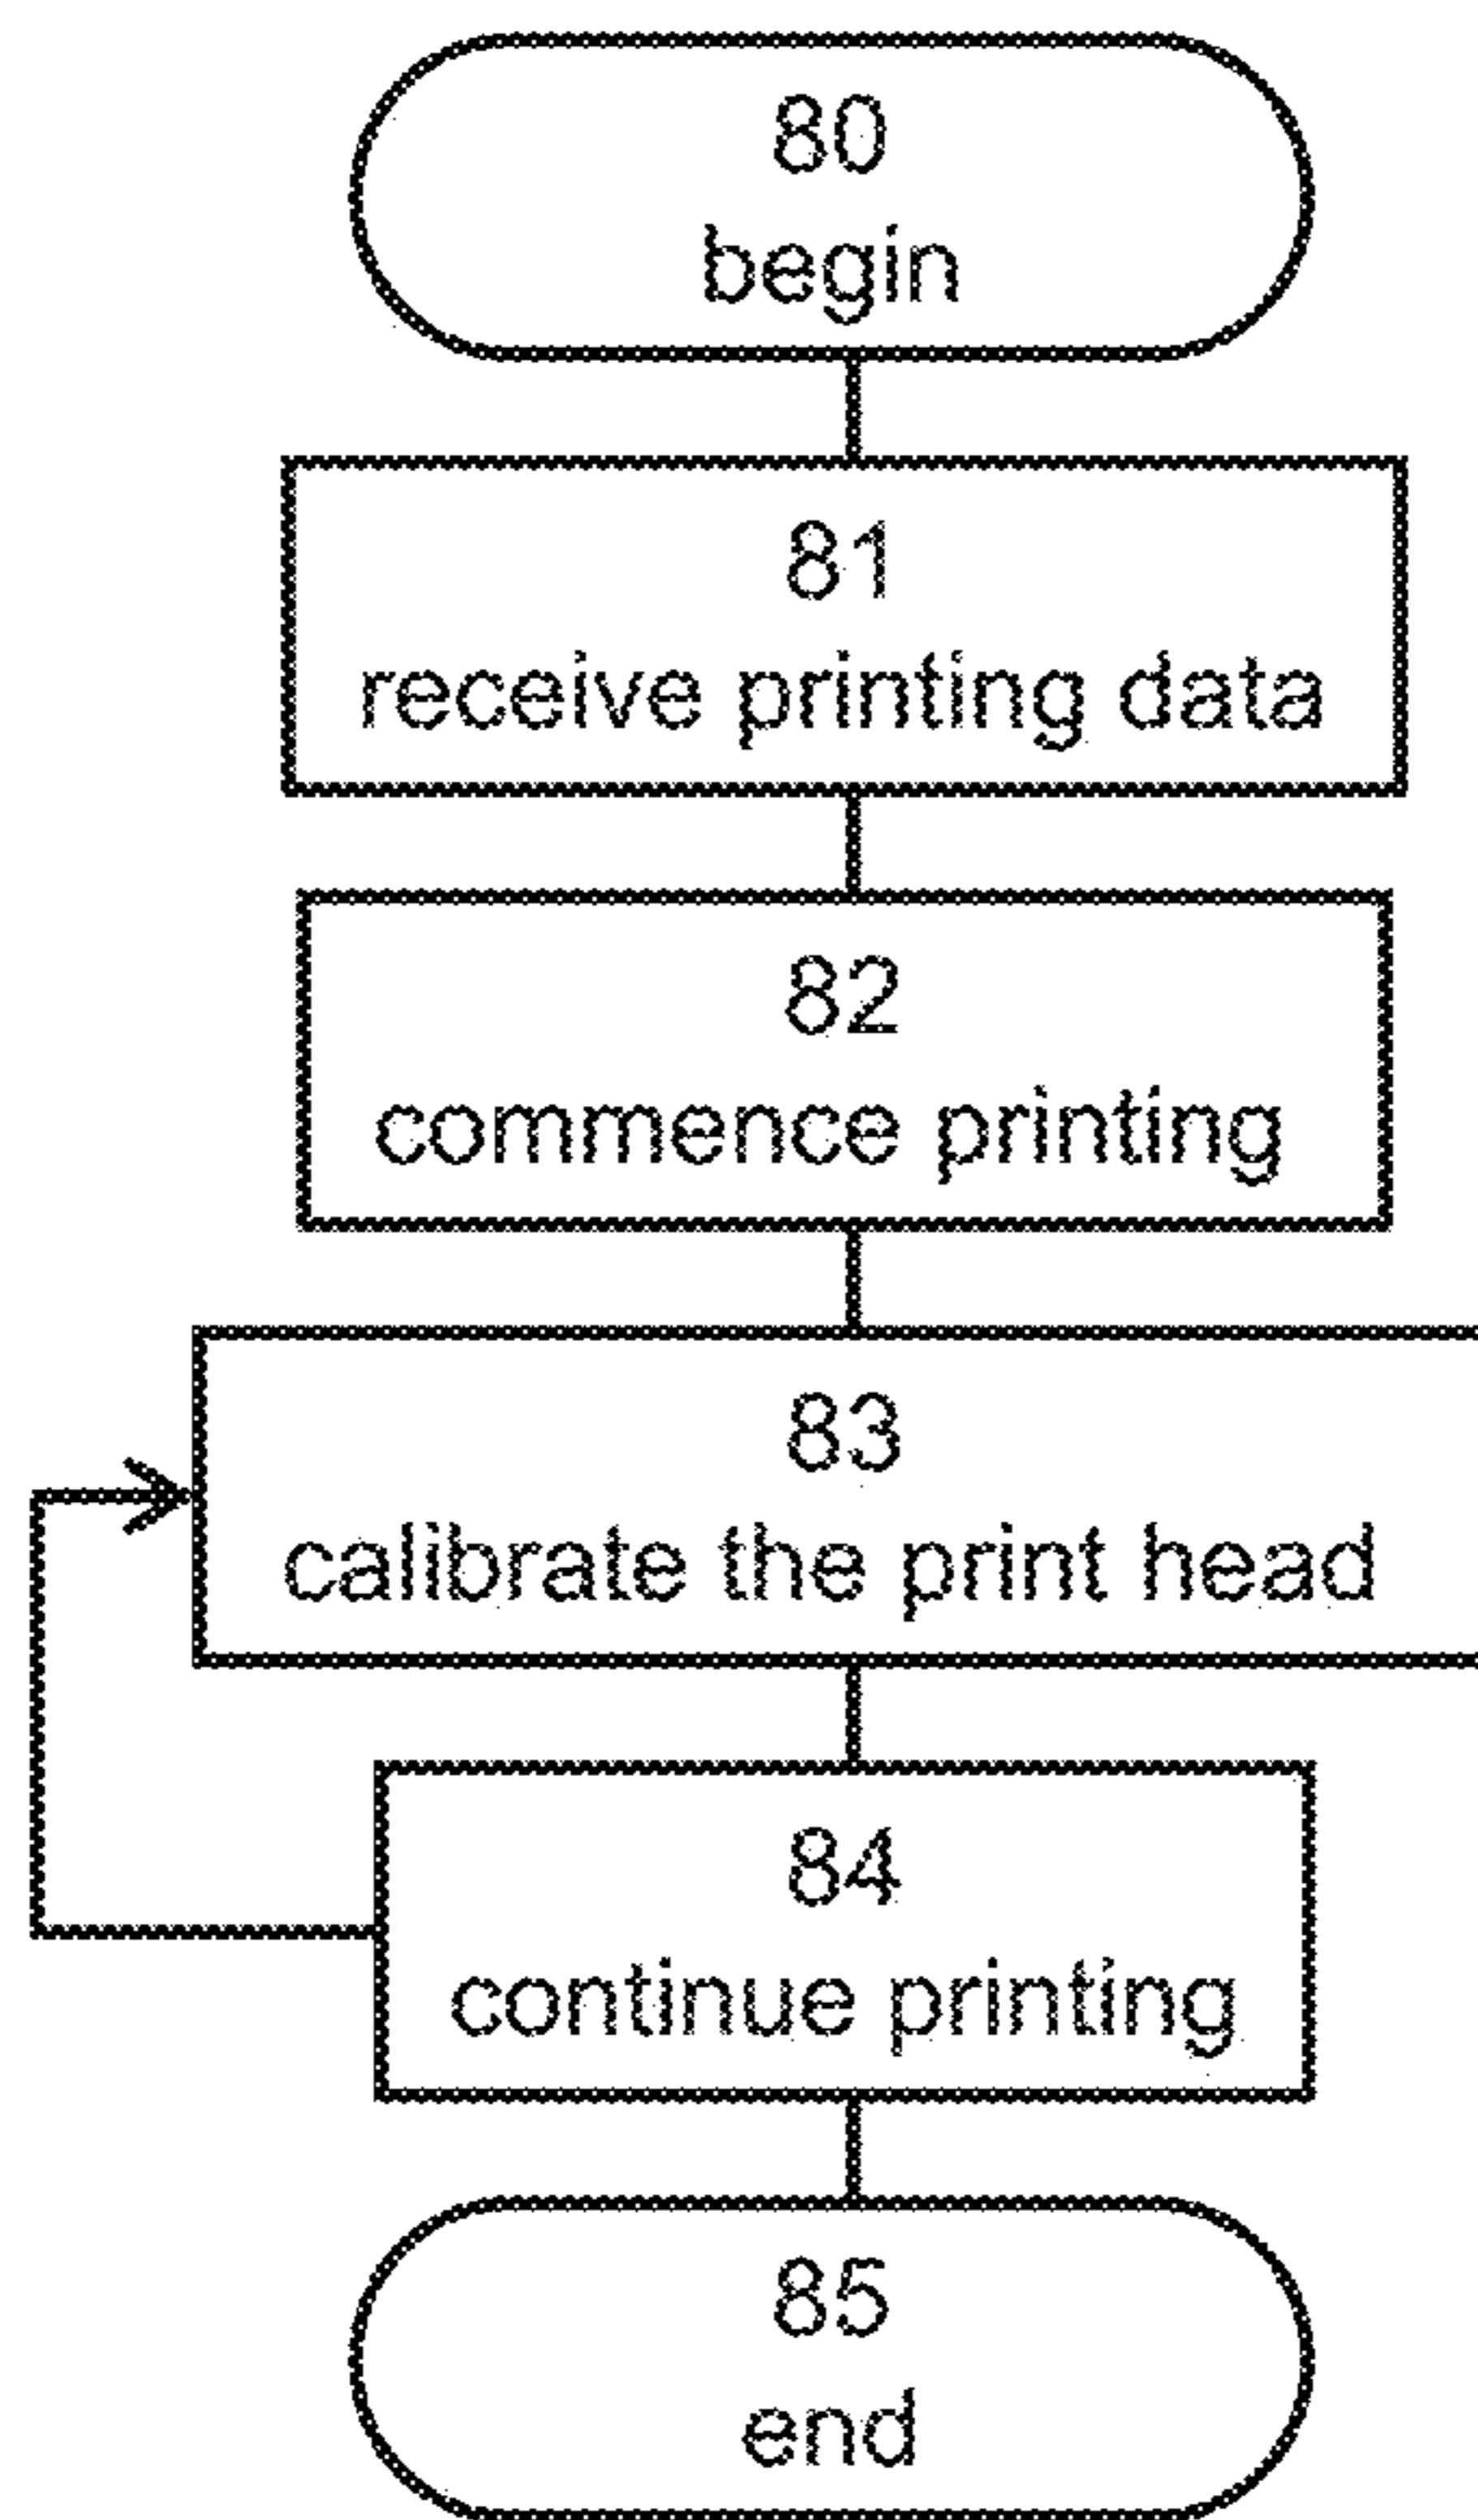 80
begin
81
receive printing data
82
commence printing
83
calibrate the print head
84
continue printing
85
end